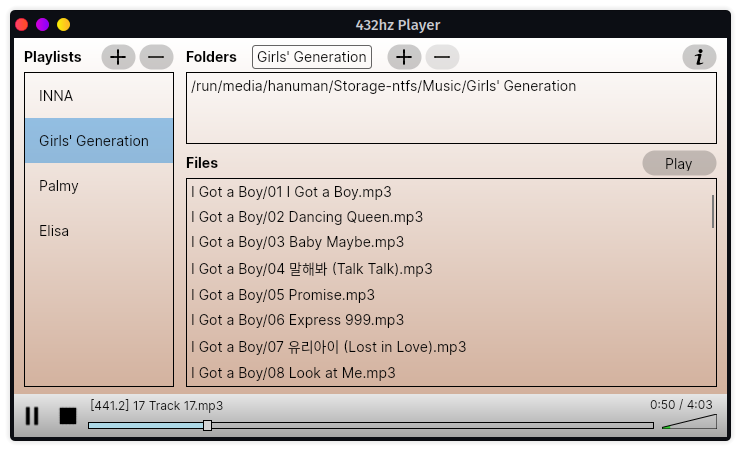 432hz Player
Playlists
Folders
Girls' Generation
i
INNA
Girls' Generation
Palmy
Elisa
/run/media/hanuman/Storage-ntfs/Music/Girls' Generation
Files
Play
I Got a Boy/01 I Got a Boy.mp3
I Got a Boy/02 Dancing Queen.mp3
I Got a Boy/03 Baby Maybe.mp3
I Got a Boy/04 말해봐 (Talk Talk).mp3
I Got a Boy/05 Promise.mp3
I Got a Boy/06 Express 999.mp3
I Got a Boy/07 유리아이 (Lost in Love).mp3
I Got a Boy/08 Look at Me.mp3
[441.2] 17 Track 17.mp3
0:50 / 4:03